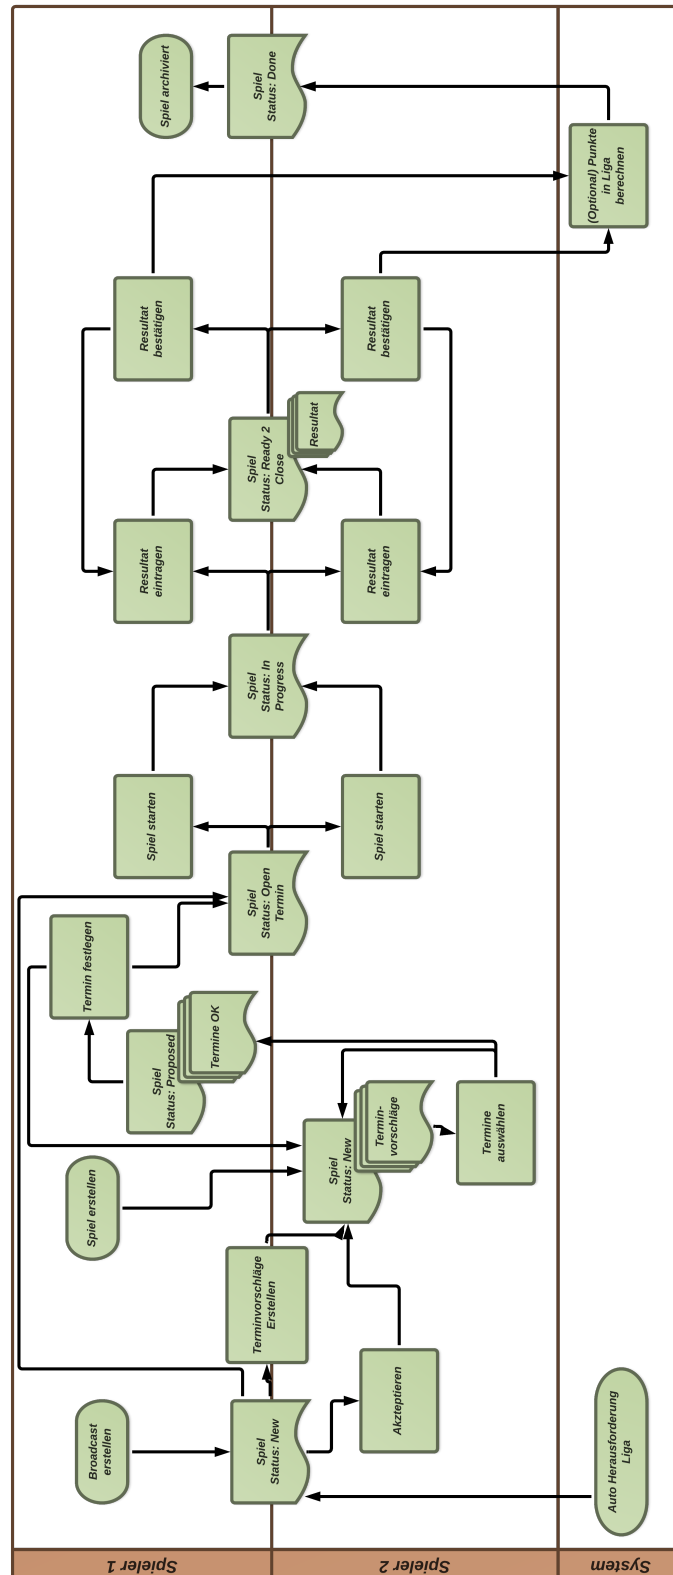 Spieler 1
Spieler 2
System
Broadcast
erstellen
Spiel
Status: New
Akzteptieren
Auto Herausforderung
Liga
Terminvorschläge
Erstellen
Spiel erstellen
Spiel
Status: New
Termin-
vorschläge
Termine
auswählen
Spiel
Status: Proposed
Termine OK
Termin festlegen
Spiel
Status: Open
Termin
Spiel starten
Spiel starten
Spiel
Status: In
Progress
Resultat
eintragen
Resultat
eintragen
Spiel
Status: Ready 2
Close
Resultat
Resultat
bestätigen
Resultat
bestätigen
(Optional) Punkte
in Liga
berechnen
Spiel
Status: Done
Spiel archiviert